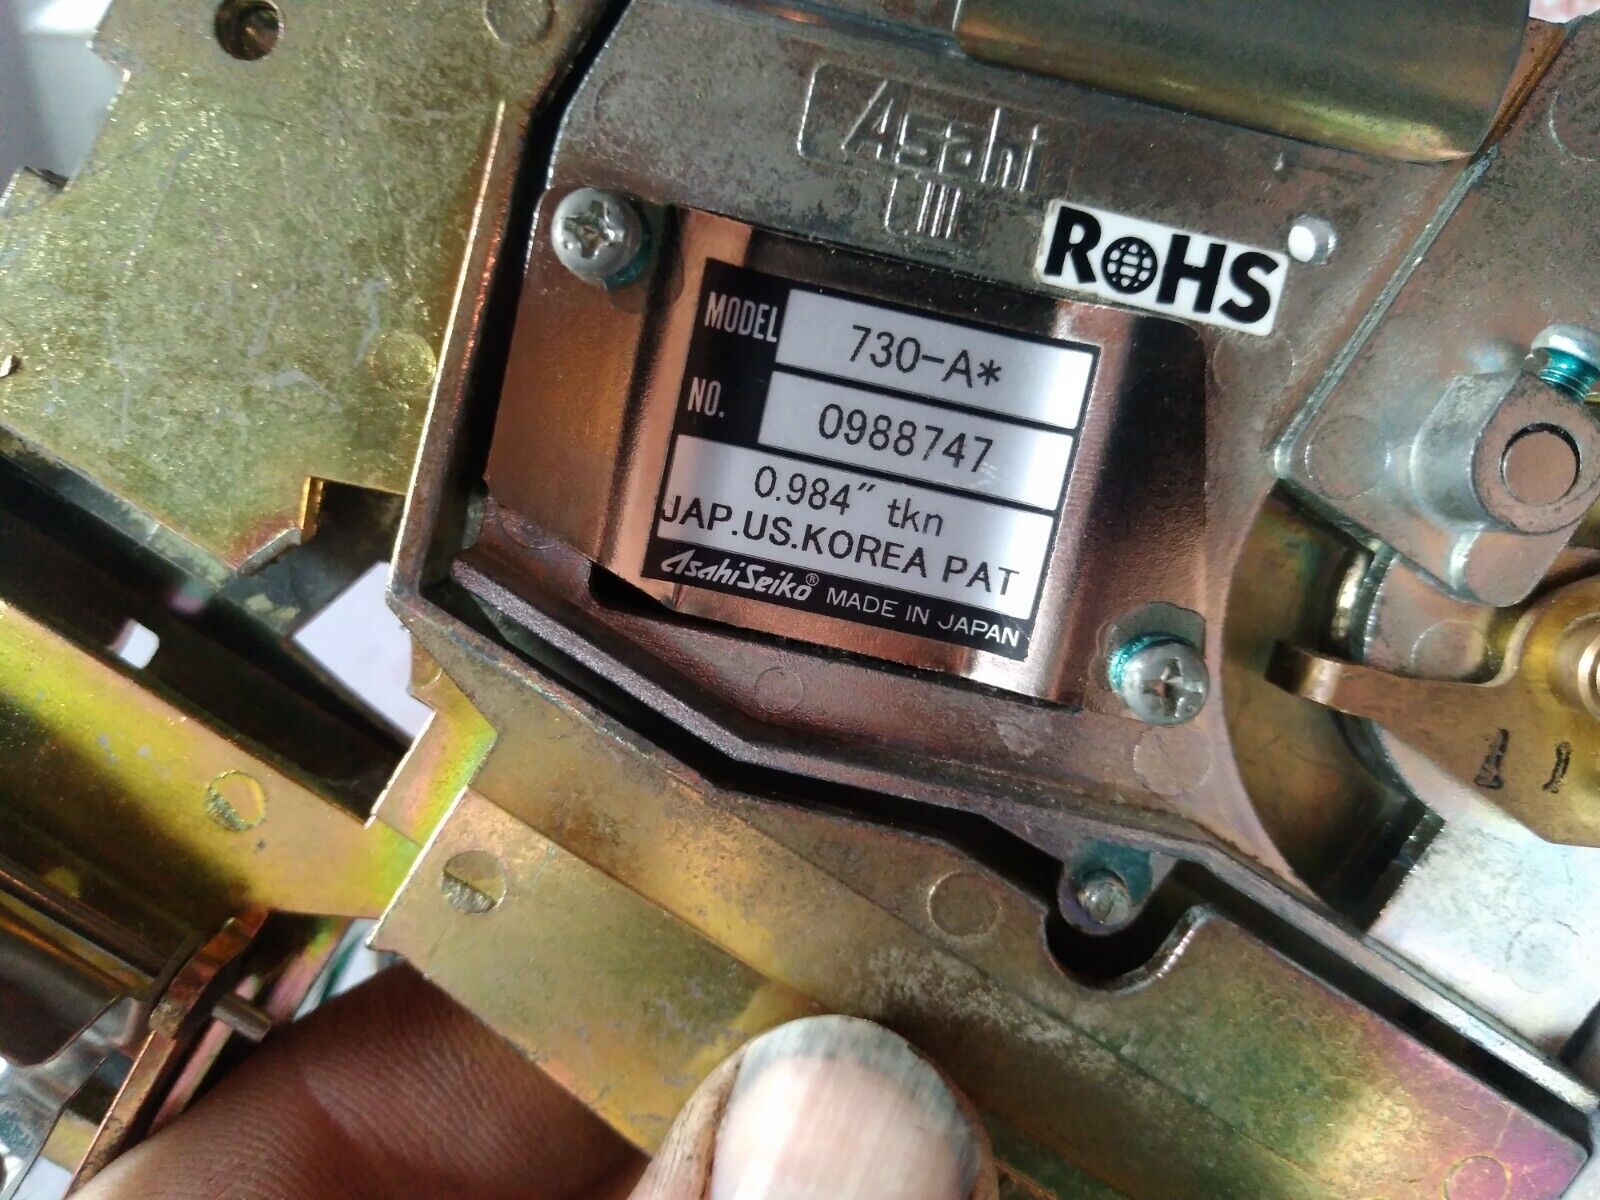 Asahi
ROHS
MODEL 730-A*
NO. 0988747
0.984″ tkn
JAP.US.KOREA PAT
AsahiSeiko® MADE IN JAPAN